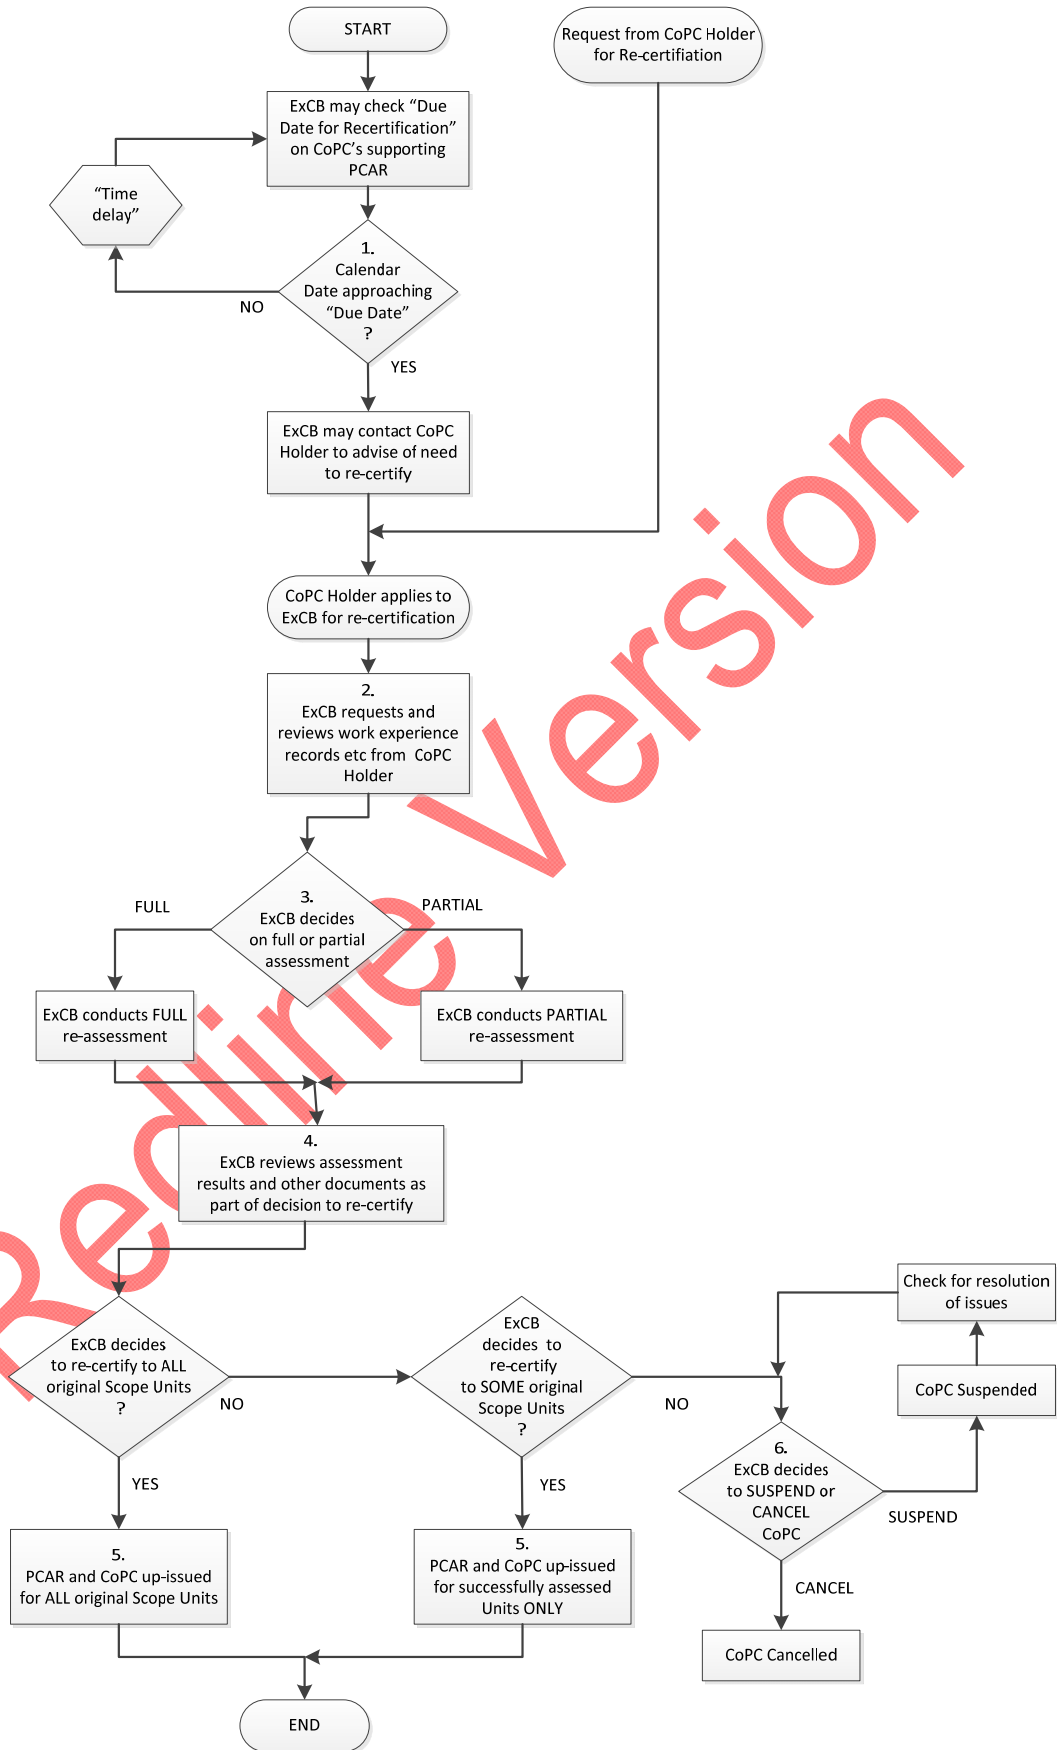 START
Request from CoPC Holder
for Re-certifiation
ExCB may check “Due
Date for Recertification”
on CoPC’s supporting
PCAR
“Time
delay”
1.
Calendar
Date approaching
“Due Date”
?
NO
YES
ExCB may contact CoPC
Holder to advise of need
to re-certify
CoPC Holder applies to
ExCB for re-certification
2.
ExCB requests and
reviews work experience
records etc from CoPC
Holder
3.
ExCB decides
on full or partial
assessment
FULL
PARTIAL
ExCB conducts FULL
re-assessment
ExCB conducts PARTIAL
re-assessment
4.
ExCB reviews assessment
results and other documents as
part of decision to re-certify
ExCB decides
to re-certify to ALL
original Scope Units
?
NO
YES
ExCB
decides to
re-certify
to SOME original
Scope Units
?
NO
YES
Check for resolution
of issues
CoPC Suspended
6.
ExCB decides
to SUSPEND or
CANCEL
CoPC
SUSPEND
CANCEL
5.
PCAR and CoPC up-issued
for ALL original Scope Units
5.
PCAR and CoPC up-issued
for successfully assessed
Units ONLY
CoPC Cancelled
END
Redline Version